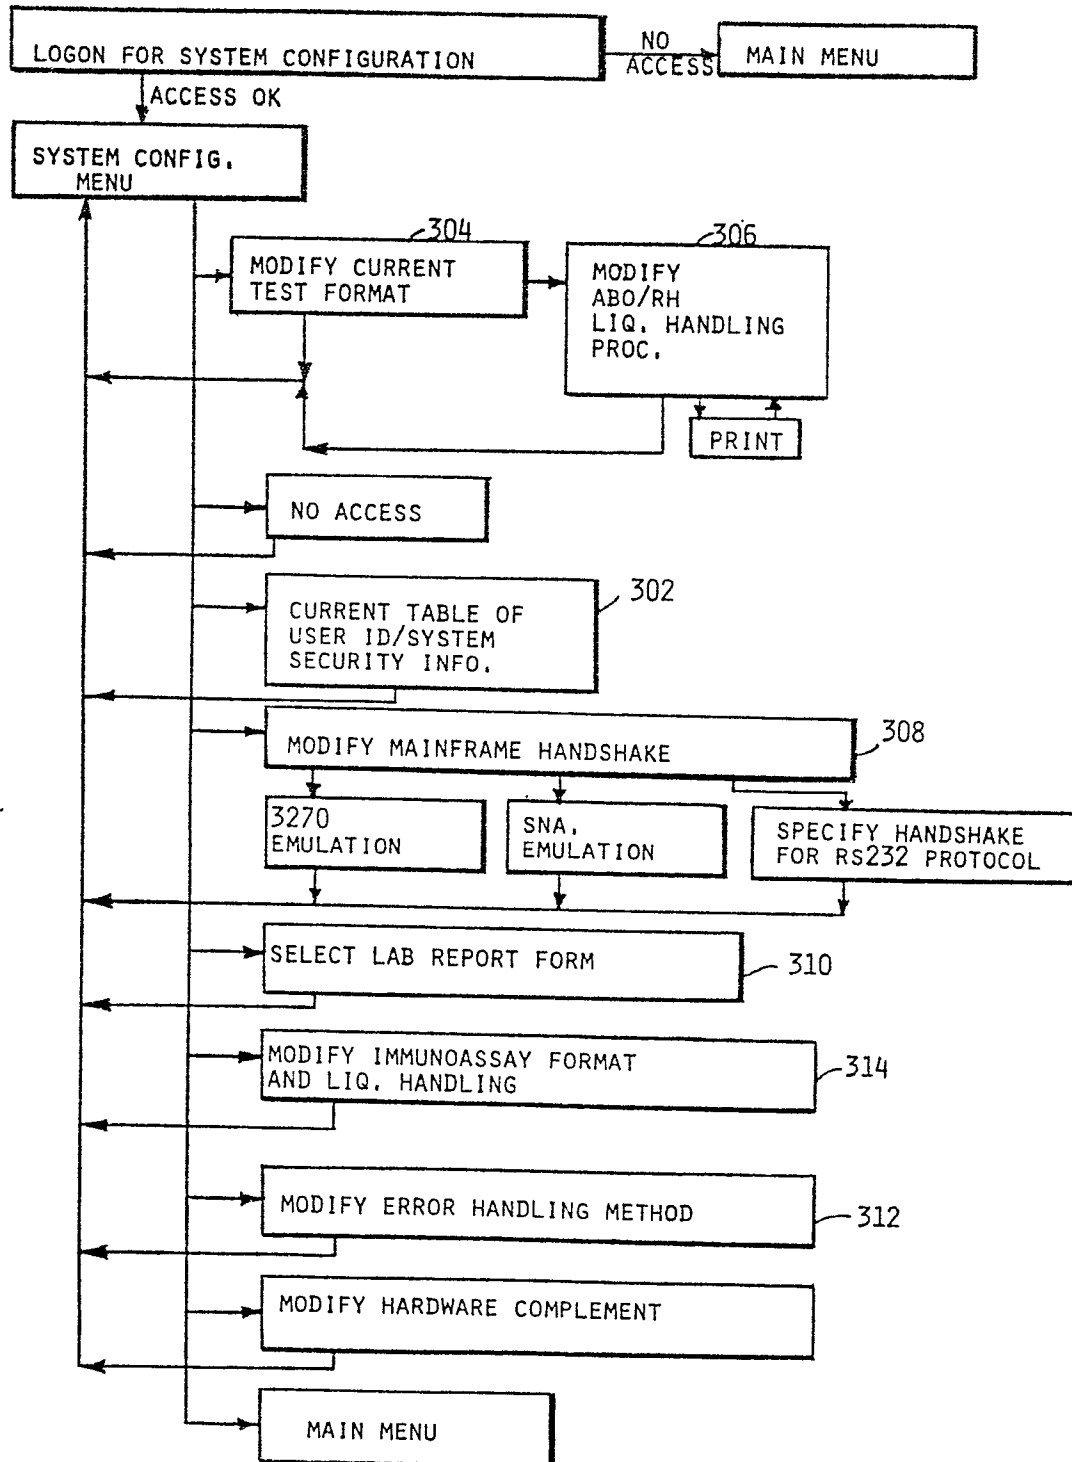 LOGON FOR SYSTEM CONFIGURATION
NO
ACCESS
MAIN MENU
ACCESS OK
SYSTEM CONFIG.
MENU
304
MODIFY CURRENT
TEST FORMAT
306
MODIFY
ABO/RH
LIQ. HANDLING
PROC.
PRINT
NO ACCESS
302
CURRENT TABLE OF
USER ID/SYSTEM
SECURITY INFO.
308
MODIFY MAINFRAME HANDSHAKE
3270
EMULATION
SNA.
EMULATION
SPECIFY HANDSHAKE
FOR RS232 PROTOCOL
SELECT LAB REPORT FORM
310
MODIFY IMMUNOASSAY FORMAT
AND LIQ. HANDLING
314
MODIFY ERROR HANDLING METHOD
312
MODIFY HARDWARE COMPLEMENT
MAIN MENU